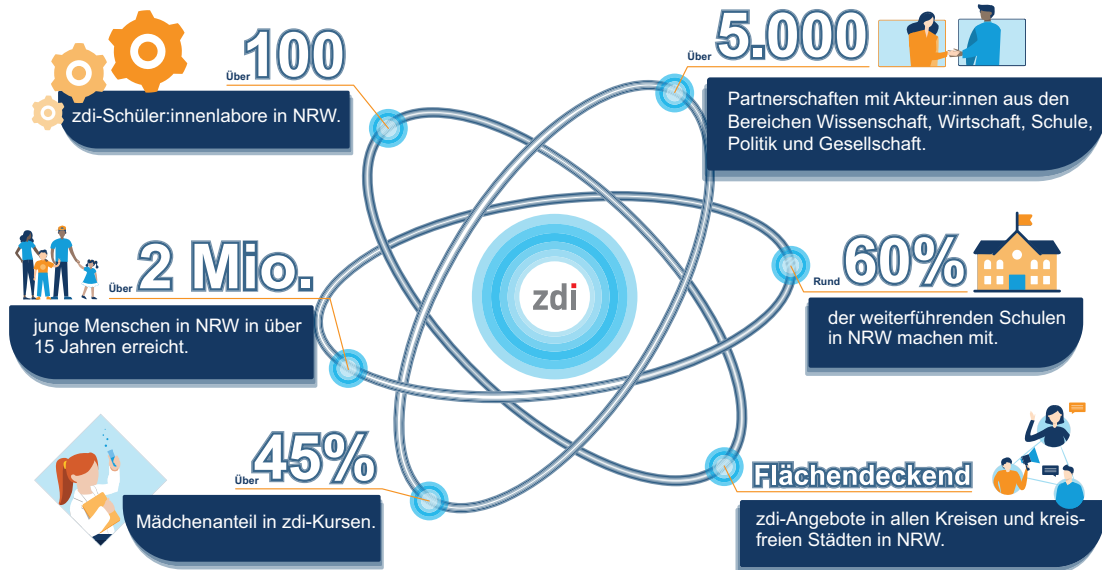 Über 100
zdi-Schüler:innenlabore in NRW.
Über 5.000
Partnerschaften mit Akteur:innen aus den
Bereichen Wissenschaft, Wirtschaft, Schule,
Politik und Gesellschaft.
Über 2 Mio.
junge Menschen in NRW in über
15 Jahren erreicht.
zdi
Rund 60%
der weiterführenden Schulen
in NRW machen mit.
Über 45%
Mädchenanteil in zdi-Kursen.
Flächendeckend
zdi-Angebote in allen Kreisen und kreis-
freien Städten in NRW.